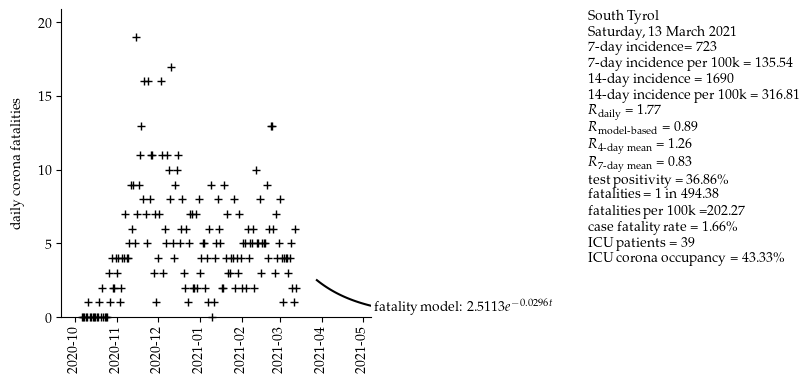 South Tyrol
Saturday, 13 March 2021
7-day incidence= 723
7-day incidence per 100k = 135.54
14-day incidence = 1690
14-day incidence per 100k = 316.81
R_daily = 1.77
R_model-based = 0.89
R_4-day mean = 1.26
R_7-day mean = 0.83
test positivity = 36.86%
fatalities = 1 in 494.38
fatalities per 100k =202.27
case fatality rate = 1.66%
ICU patients = 39
ICU corona occupancy = 43.33%
daily corona fatalities
20
15
10
5
0
fatality model: 2.5113e^{-0.0296t}
2020-10
2020-11
2020-12
2021-01
2021-02
2021-03
2021-04
2021-05